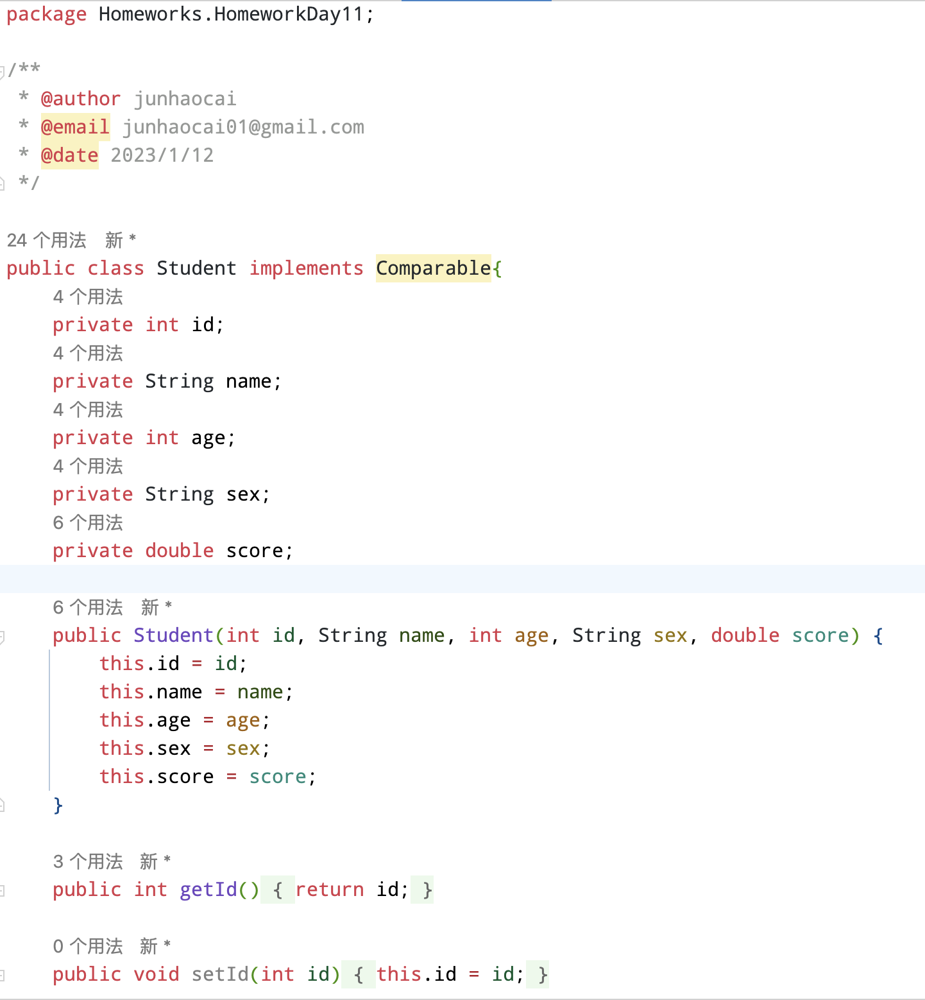 package Homeworks.HomeworkDay11;
/**
 * @author junhaocai
 * @email junhaocai01@gmail.com
 * @date 2023/1/12
 */
24 个用法 新 *
public class Student implements Comparable{
4 个用法
private int id;
4 个用法
private String name;
4 个用法
private int age;
4 个用法
private String sex;
6 个用法
private double score;
6 个用法 新 *
public Student(int id, String name, int age, String sex, double score) {
this.id = id;
this.name = name;
this.age = age;
this.sex = sex;
this.score = score;
}
3 个用法 新 *
public int getId() { return id; }
0 个用法 新 *
public void setId(int id) { this.id = id; }